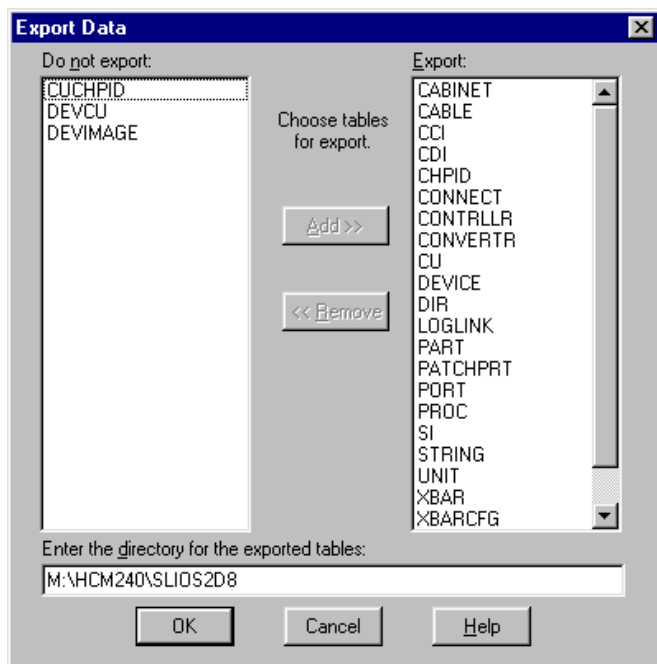 Export Data
Do not export:
CUCHPID
DEVCU
DEVIMAGE
Choose tables
for export.
Add >>
<< Remove
Export:
CABINET
CABLE
CCI
CDI
CHPID
CONNECT
CONTRLLR
CONVERTR
CU
DEVICE
DIR
LOGLINK
PART
PATCHPRT
PORT
PROC
SI
STRING
UNIT
XBAR
XBARCFG
Enter the directory for the exported tables:
M:\HCM240\SLIOS2D8
OK
Cancel
Help